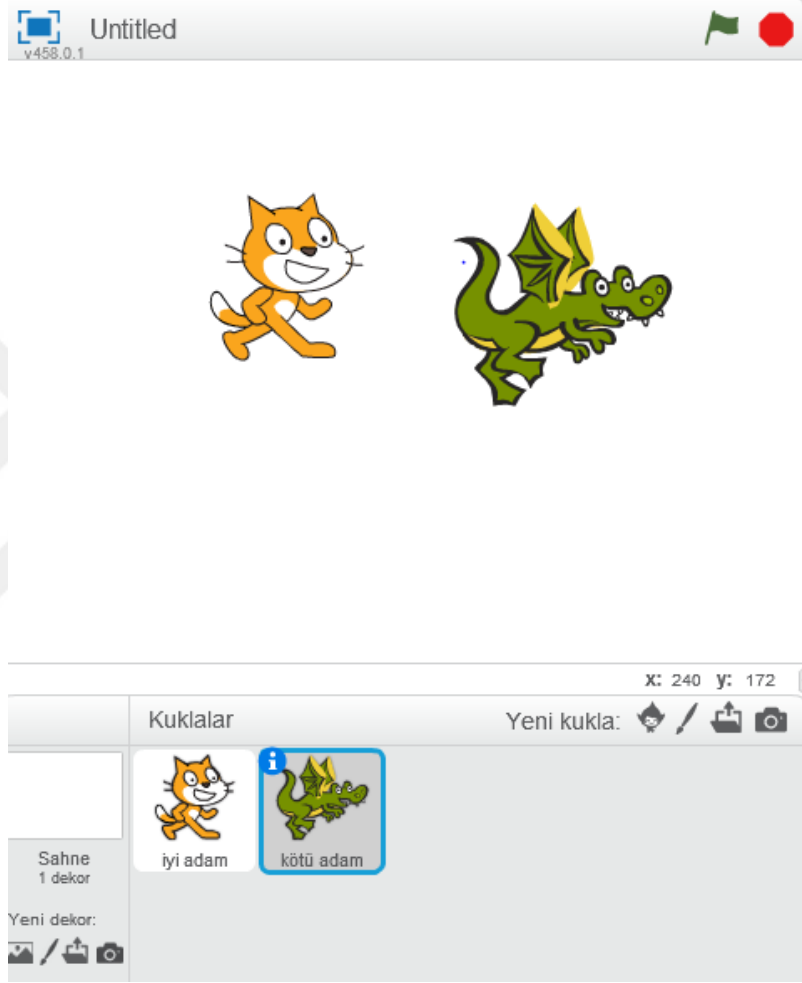 Untitled
v458.0.1
x: 240 y: 172
Kuklalar
Yeni kukla:
iyi adam
kötü adam
Sahne
1 dekor
Yeni dekor: